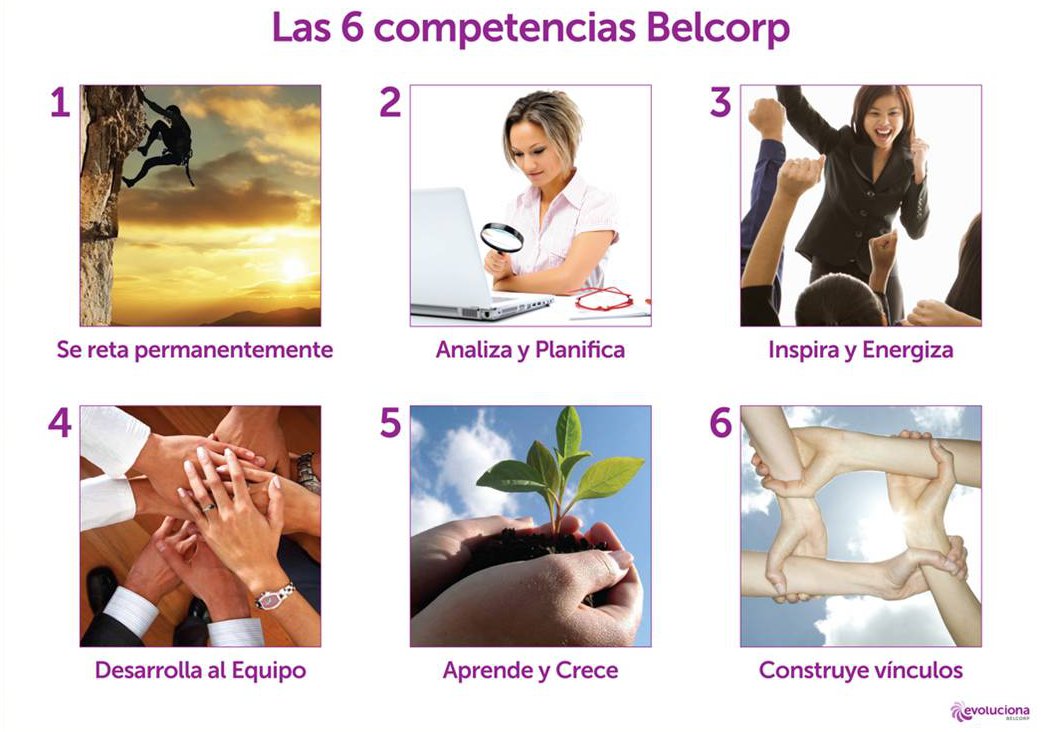 Las 6 competencias Belcorp
1
2
3
Se reta permanentemente
Analiza y Planifica
Inspira y Energiza
4
5
6
Desarrolla al Equipo
Aprende y Crece
Construye vínculos
evoluciona
BELCORP